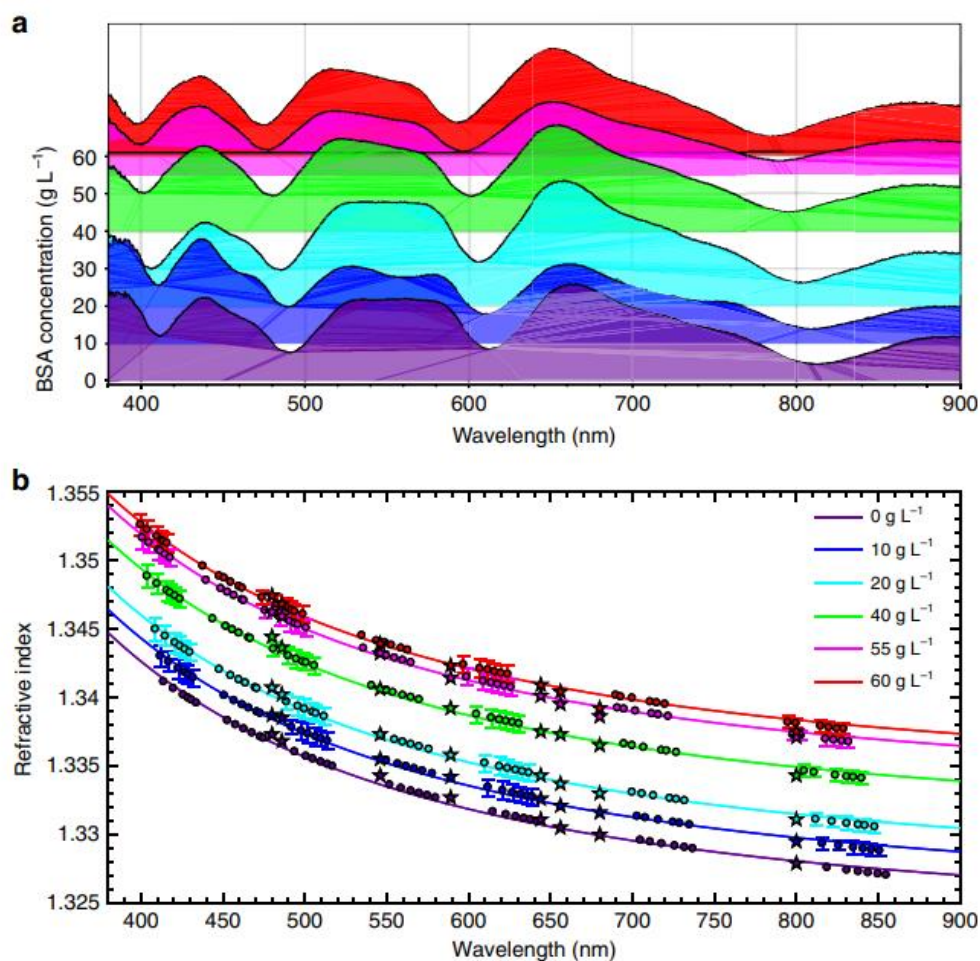 a
60
50
40
30
20
10
0
BSA concentration (g L⁻¹)
400 500 600 700 800 900
Wavelength (nm)
b
1.355
1.35
1.345
1.34
1.335
1.33
1.325
Refractive index
0 g L⁻¹
10 g L⁻¹
20 g L⁻¹
40 g L⁻¹
55 g L⁻¹
60 g L⁻¹
400 450 500 550 600 650 700 750 800 850 900
Wavelength (nm)